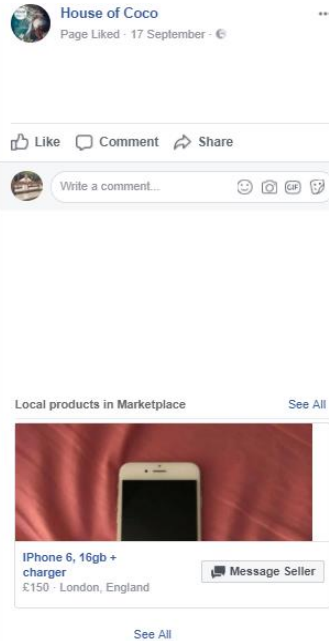 House of Coco
Page Liked · 17 September ·
Like Comment Share
Write a comment... GIF
Local products in Marketplace See All
IPhone 6, 16gb +
charger
£150 · London, England
Message Seller
See All